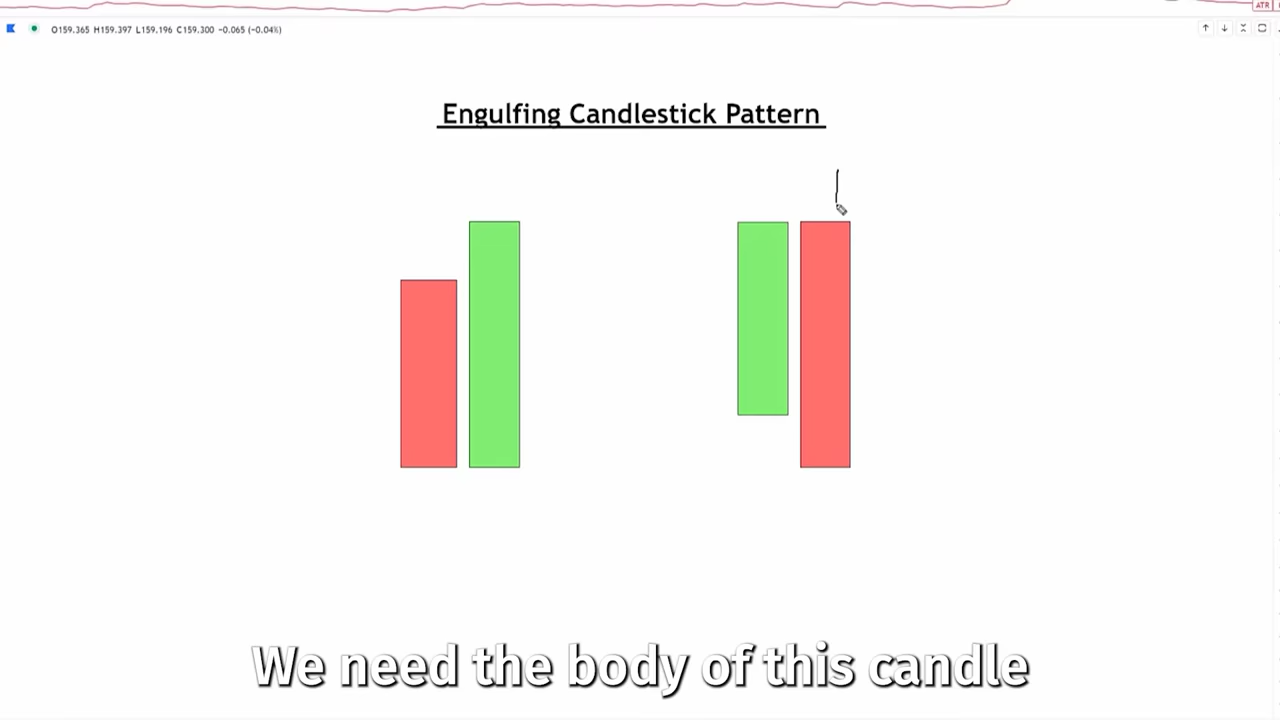 ATR
O159.365 H159.397 L159.196 C159.300 −0.065 (−0.04%)
Engulfing Candlestick Pattern
We need the body of this candle